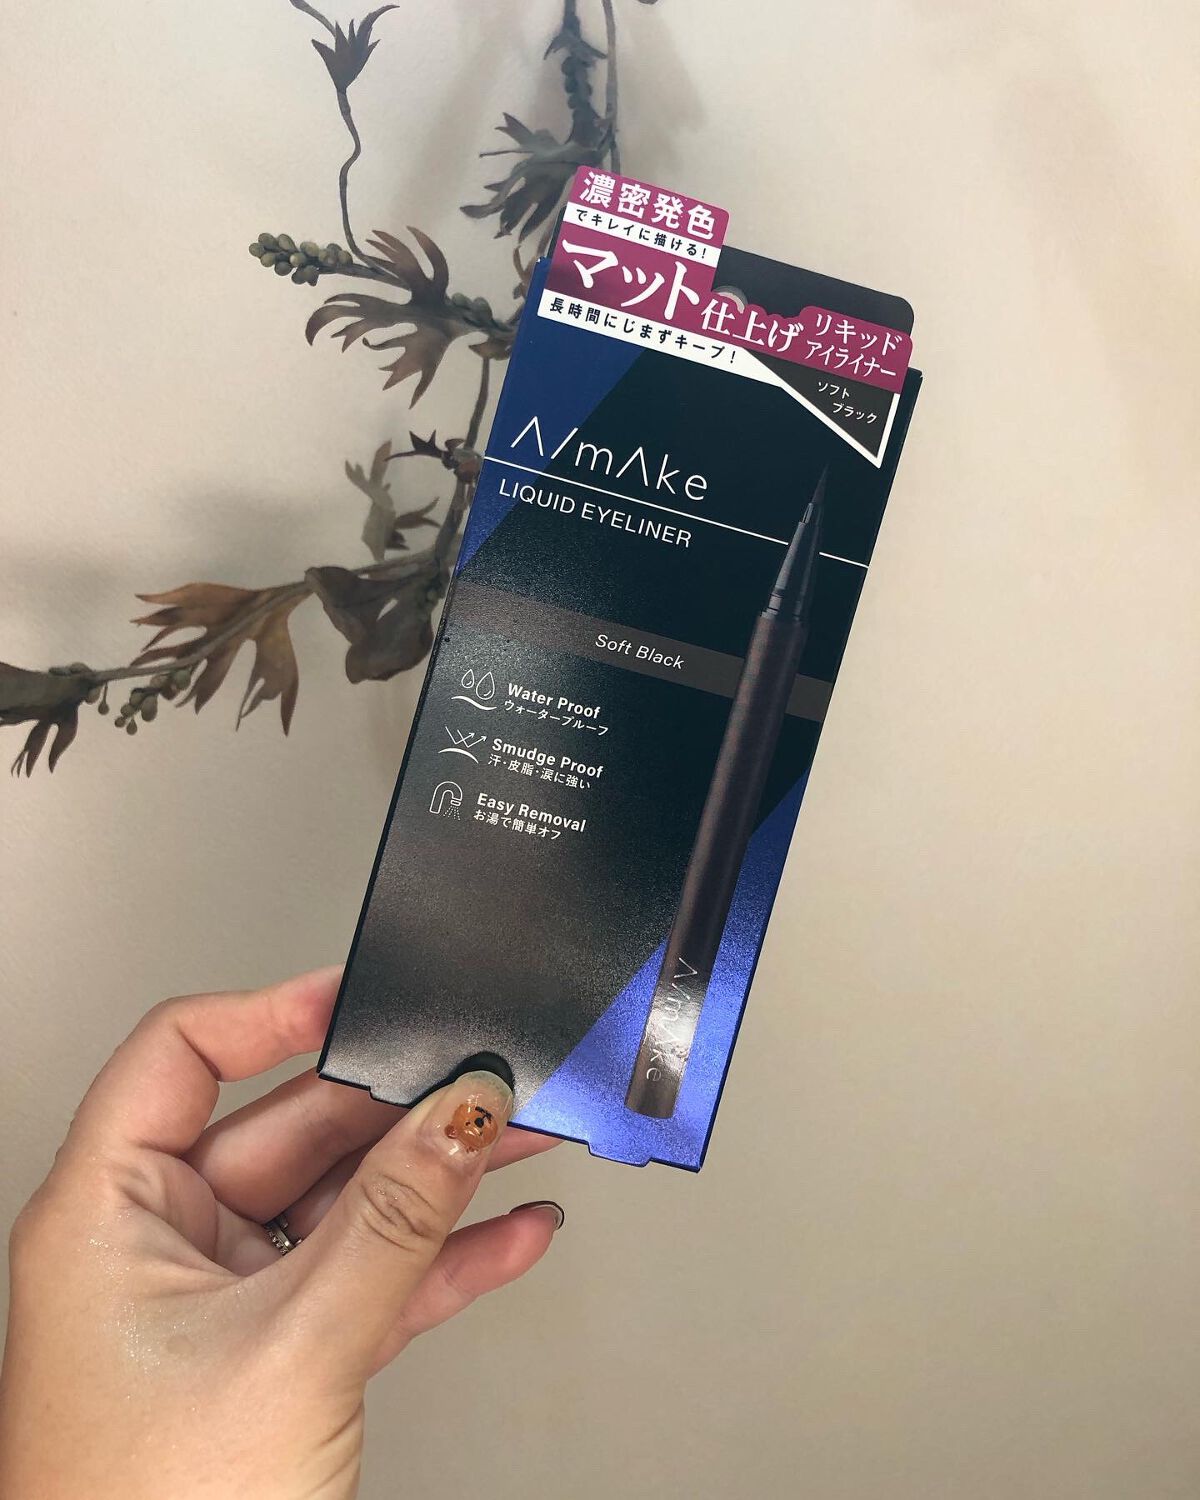 濃密発色
でキレイに描ける!
マット仕上げ
リキッド
アイライナー
長時間にじまずキープ!
ソフト
ブラック
Λ/mΛke
LIQUID EYELINER
Soft Black
Water Proof
ウォータープルーフ
Smudge Proof
汗・皮脂・涙に強い
Easy Removal
お湯で簡単オフ
Λ/mΛke